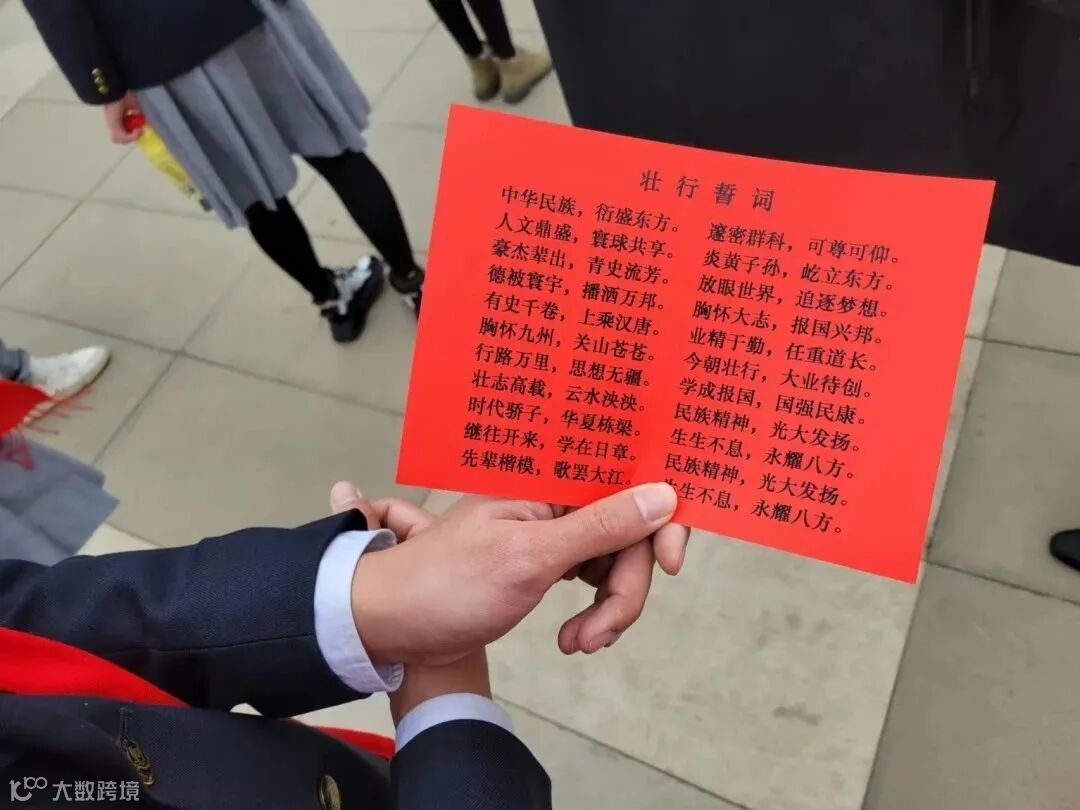 壮行誓词
中华民族，衍盛东方。
人文鼎盛，寰球共享。
豪杰辈出，青史流芳。
德被寰宇，播洒万邦。
有史千卷，上乘汉唐。
胸怀九州，关山苍苍。
行路万里，思想无疆。
壮志高载，云水泱泱。
时代骄子，华夏栋梁。
继往开来，学在日章。
先辈楷模，歌罢大江。
邃密群科，可尊可仰。
炎黄子孙，屹立东方。
放眼世界，追逐梦想。
胸怀大志，报国兴邦。
业精于勤，任重道长。
今朝壮行，大业待创。
学成报国，国强民康。
民族精神，光大发扬。
生生不息，永耀八方。
民族精神，光大发扬。
生生不息，永耀八方。
大数跨境